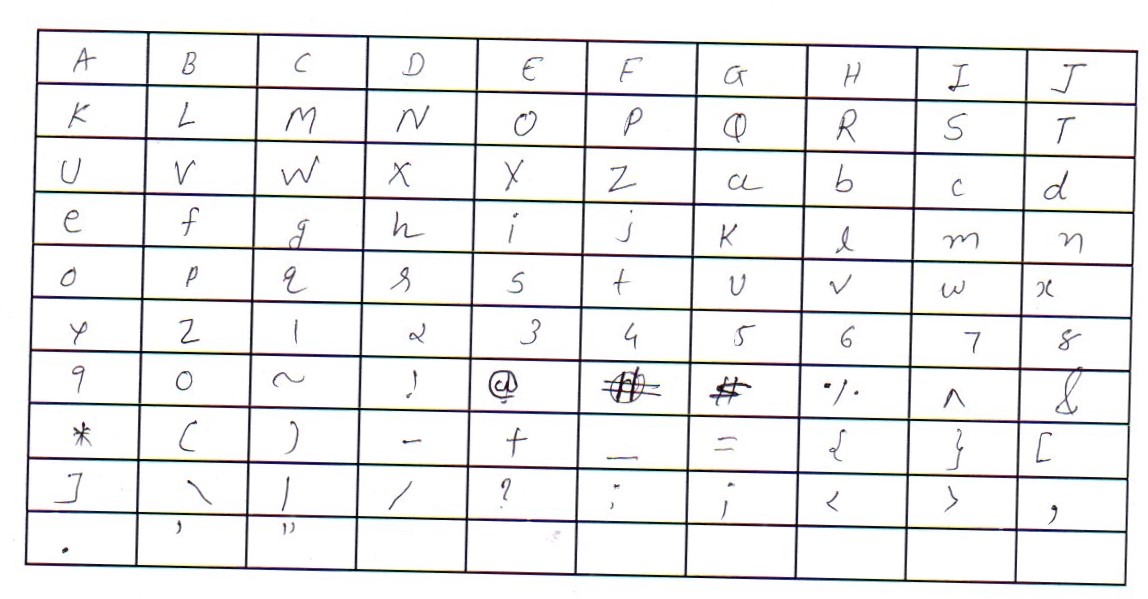 A B C D E F G H I J
K L M N O P Q R S T
U V W X Y Z a b c d
e f g h i j k l m n
o p q r s t u v w x
y z 1 2 3 4 5 6 7 8
9 0 ~ ! @ # # % ^ &
* ( ) - + _ = { } [
] \ | / ? ; ; < > ,
. ' "